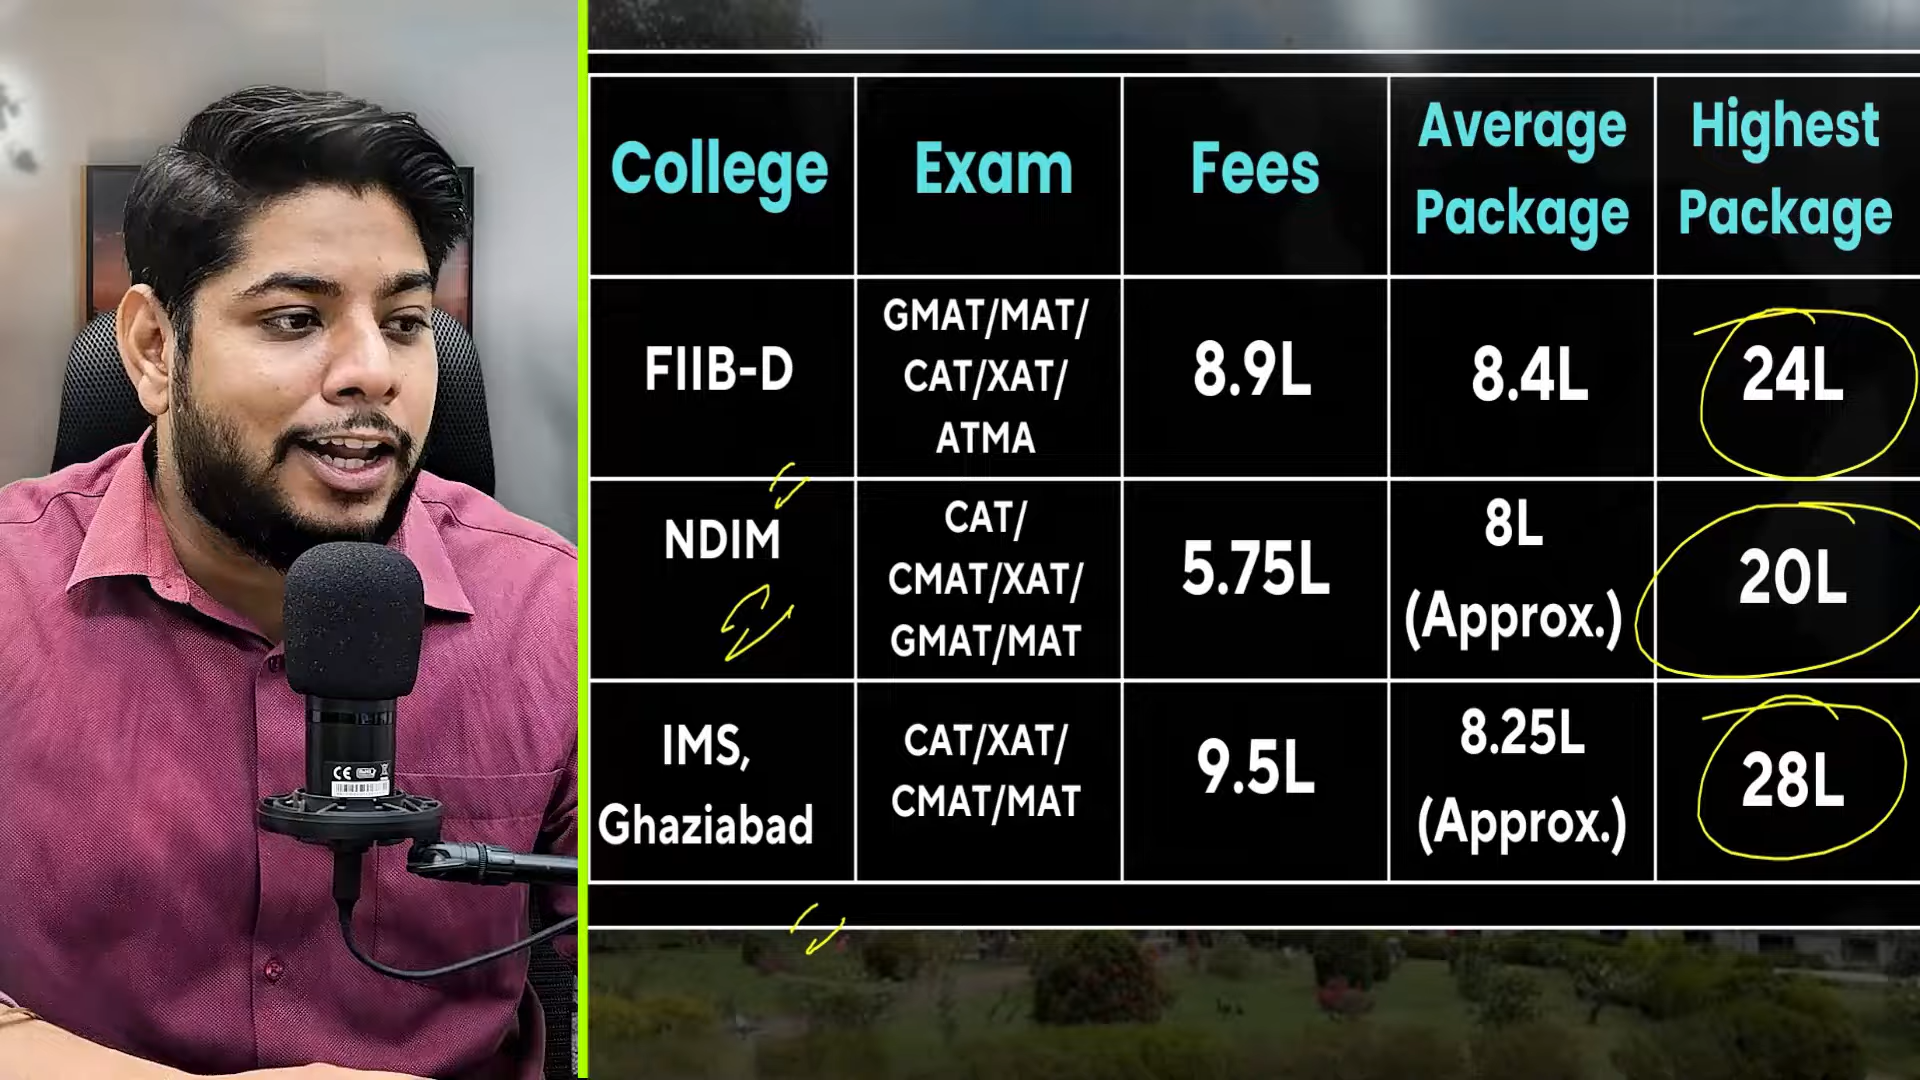 College Exam Fees Average Package Highest Package
FIIB-D
GMAT/MAT/
CAT/XAT/
ATMA
8.9L
8.4L
24L
NDIM
CAT/
CMAT/XAT/
GMAT/MAT
5.75L
8L
(Approx.)
20L
IMS,
Ghaziabad
CAT/XAT/
CMAT/MAT
9.5L
8.25L
(Approx.)
28L
CE